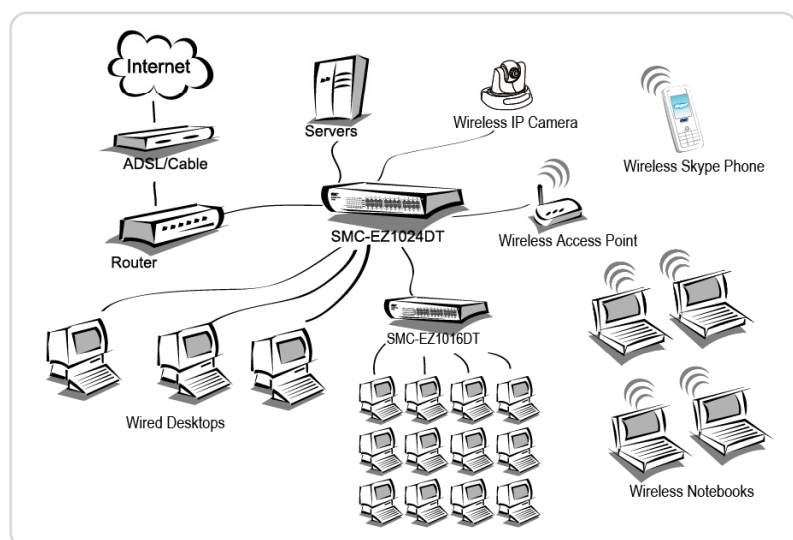 Internet
Servers
Wireless IP Camera
Wireless Skype Phone
ADSL/Cable
SMC-EZ1024DT
Wireless Access Point
Router
SMC-EZ1016DT
Wired Desktops
Wireless Notebooks